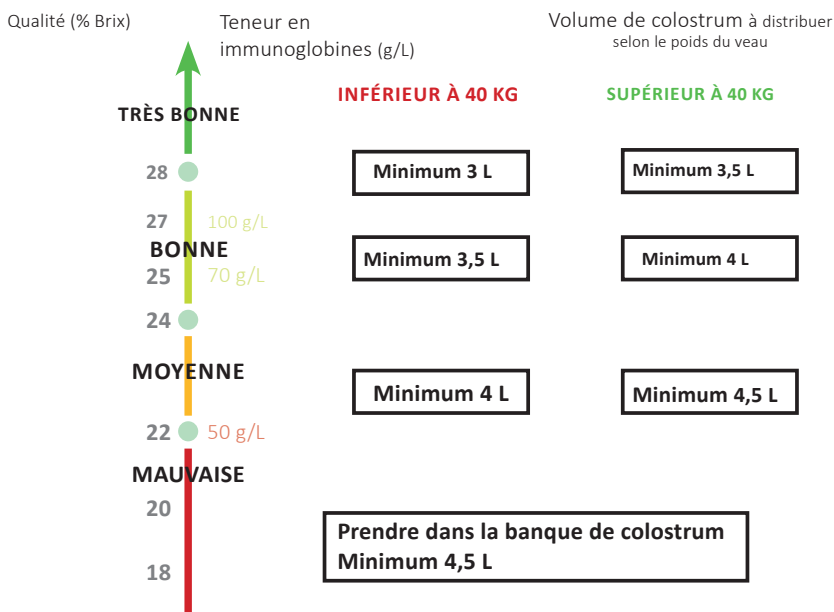 Qualité (% Brix)
Teneur en
immunoglobines (g/L)
Volume de colostrum à distribuer
selon le poids du veau
INFÉRIEUR À 40 KG
SUPÉRIEUR À 40 KG
TRÈS BONNE
28
Minimum 3 L
Minimum 3,5 L
27
100 g/L
BONNE
Minimum 3,5 L
Minimum 4 L
25
70 g/L
24
MOYENNE
Minimum 4 L
Minimum 4,5 L
22
50 g/L
MAUVAISE
20
Prendre dans la banque de colostrum
Minimum 4,5 L
18